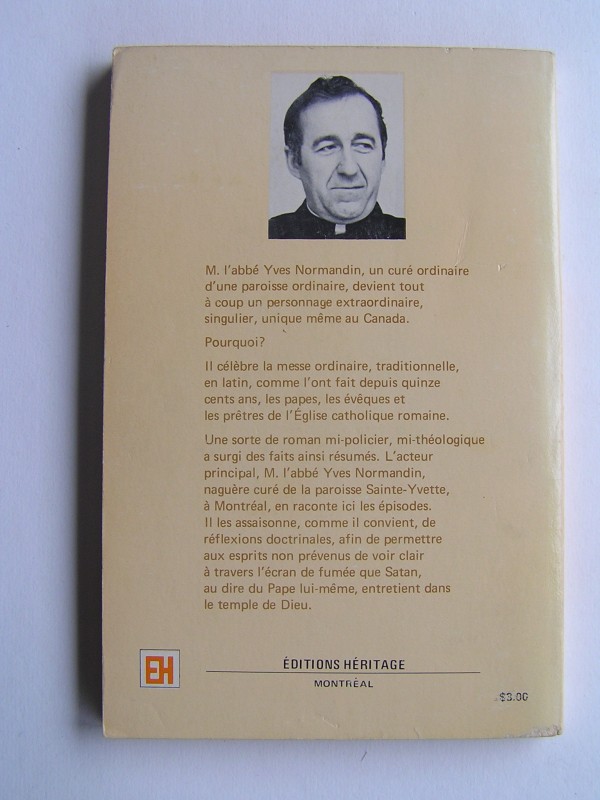 M. l'abbé Yves Normandin, un curé ordinaire
d'une paroisse ordinaire, devient tout
à coup un personnage extraordinaire,
singulier, unique même au Canada.
Pourquoi?
Il célèbre la messe ordinaire, traditionnelle,
en latin, comme l'ont fait depuis quinze
cents ans, les papes, les évêques et
les prêtres de l'Église catholique romaine.
Une sorte de roman mi-policier, mi-théologique
a surgi des faits ainsi résumés. L'acteur
principal, M. l'abbé Yves Normandin,
naguère curé de la paroisse Sainte-Yvette,
à Montréal, en raconte ici les épisodes.
Il les assaisonne, comme il convient, de
réflexions doctrinales, afin de permettre
aux esprits non prévenus de voir clair
à travers l'écran de fumée que Satan,
au dire du Pape lui-même, entretient dans
le temple de Dieu.
EH
ÉDITIONS HÉRITAGE
MONTRÉAL
$3.00